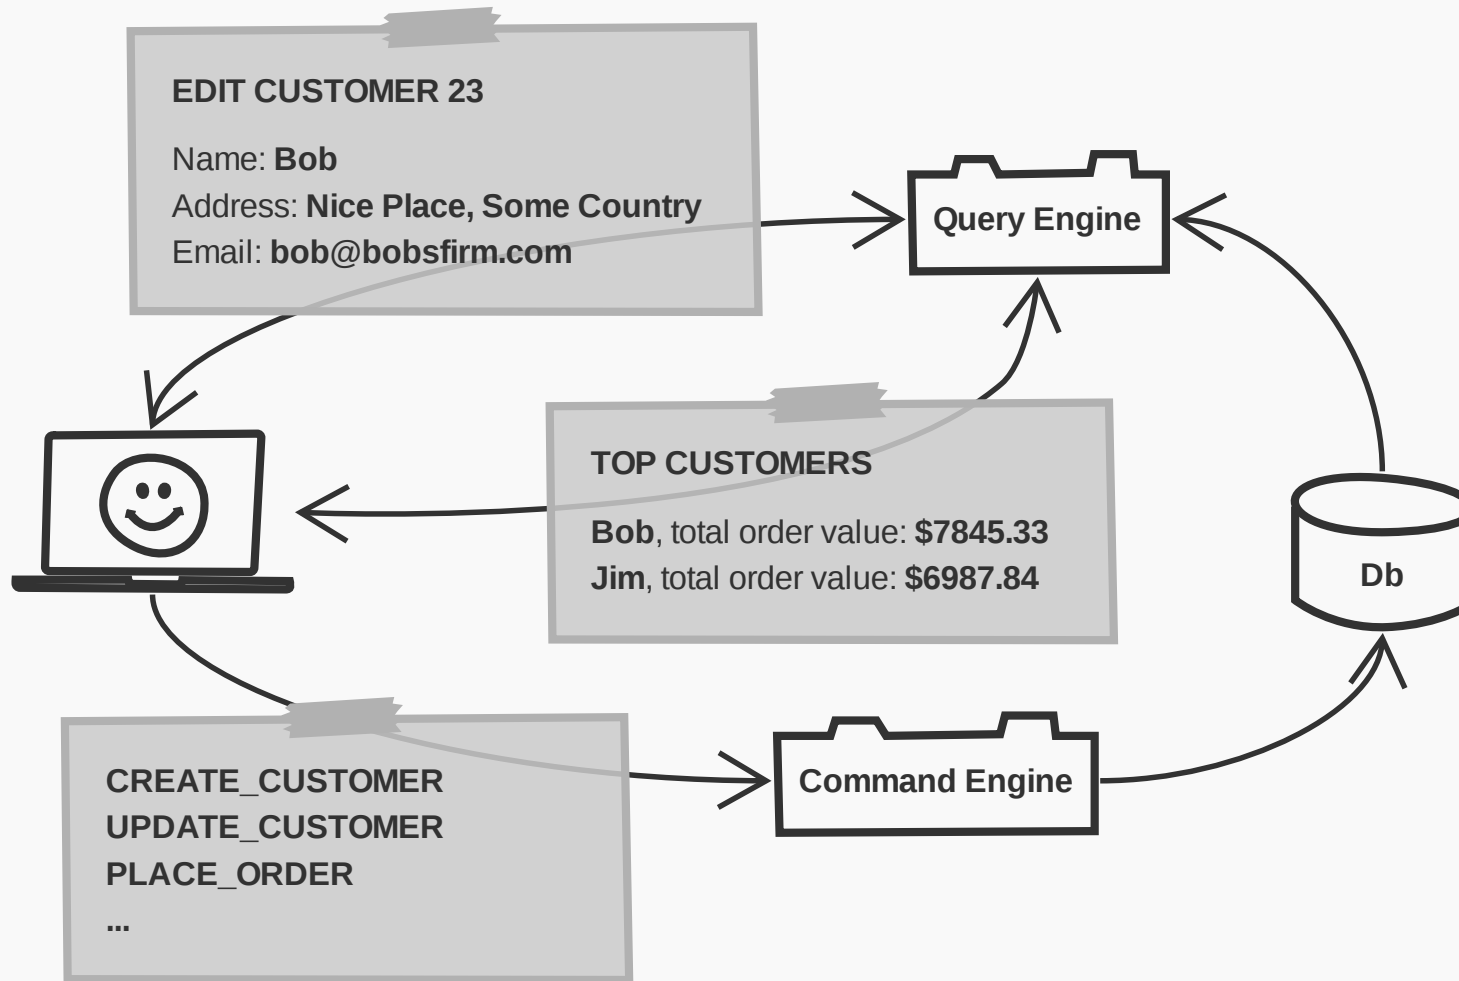 EDIT CUSTOMER 23
Name: Bob
Address: Nice Place, Some Country
Email: bob@bobsfirm.com
Query Engine
TOP CUSTOMERS
Bob, total order value: $7845.33
Jim, total order value: $6987.84
Db
CREATE_CUSTOMER
UPDATE_CUSTOMER
PLACE_ORDER
...
Command Engine